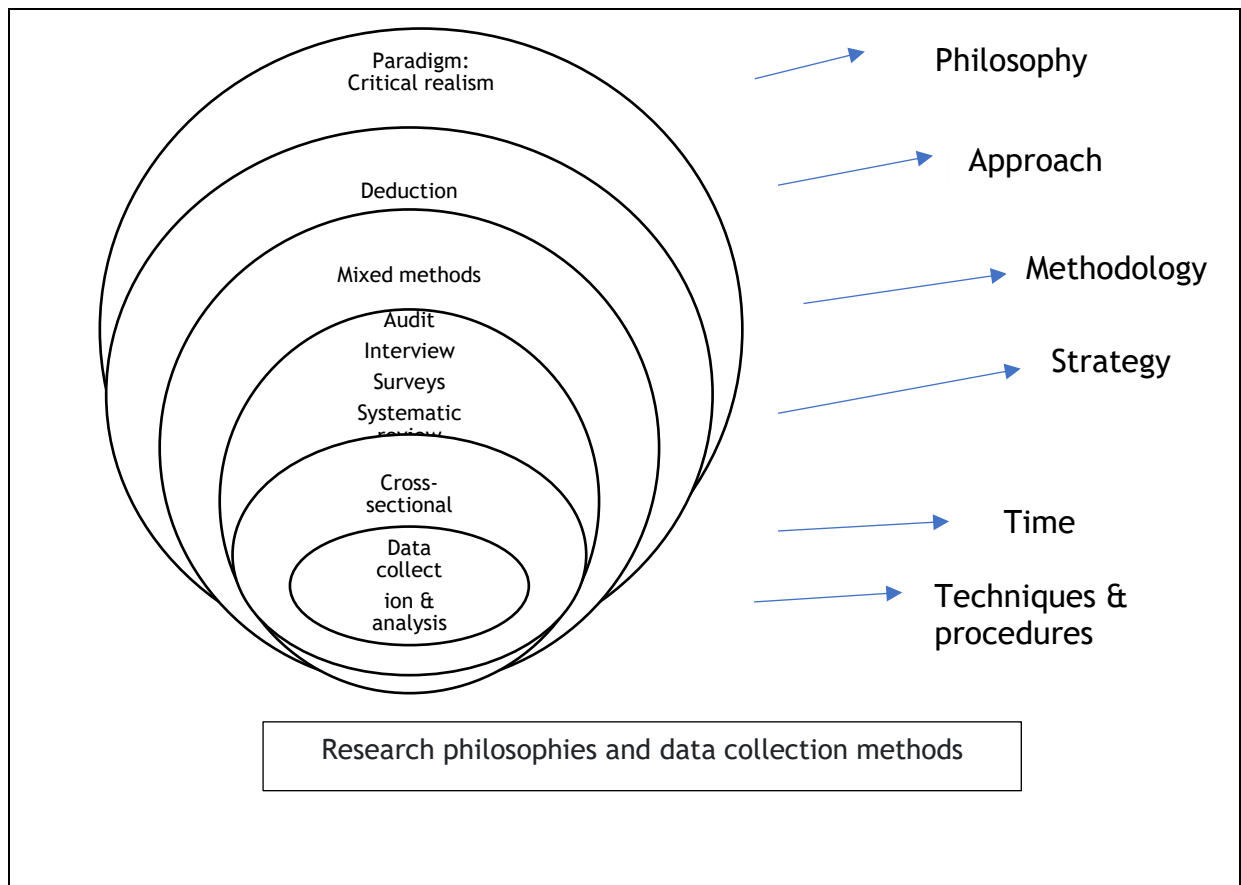 Paradigm:
Critical realism
Philosophy
Deduction
Approach
Mixed methods
Methodology
Audit
Interview
Surveys
Systematic
review
Strategy
Cross-
sectional
Time
Data
collect
ion &
analysis
Techniques &
procedures
Research philosophies and data collection methods